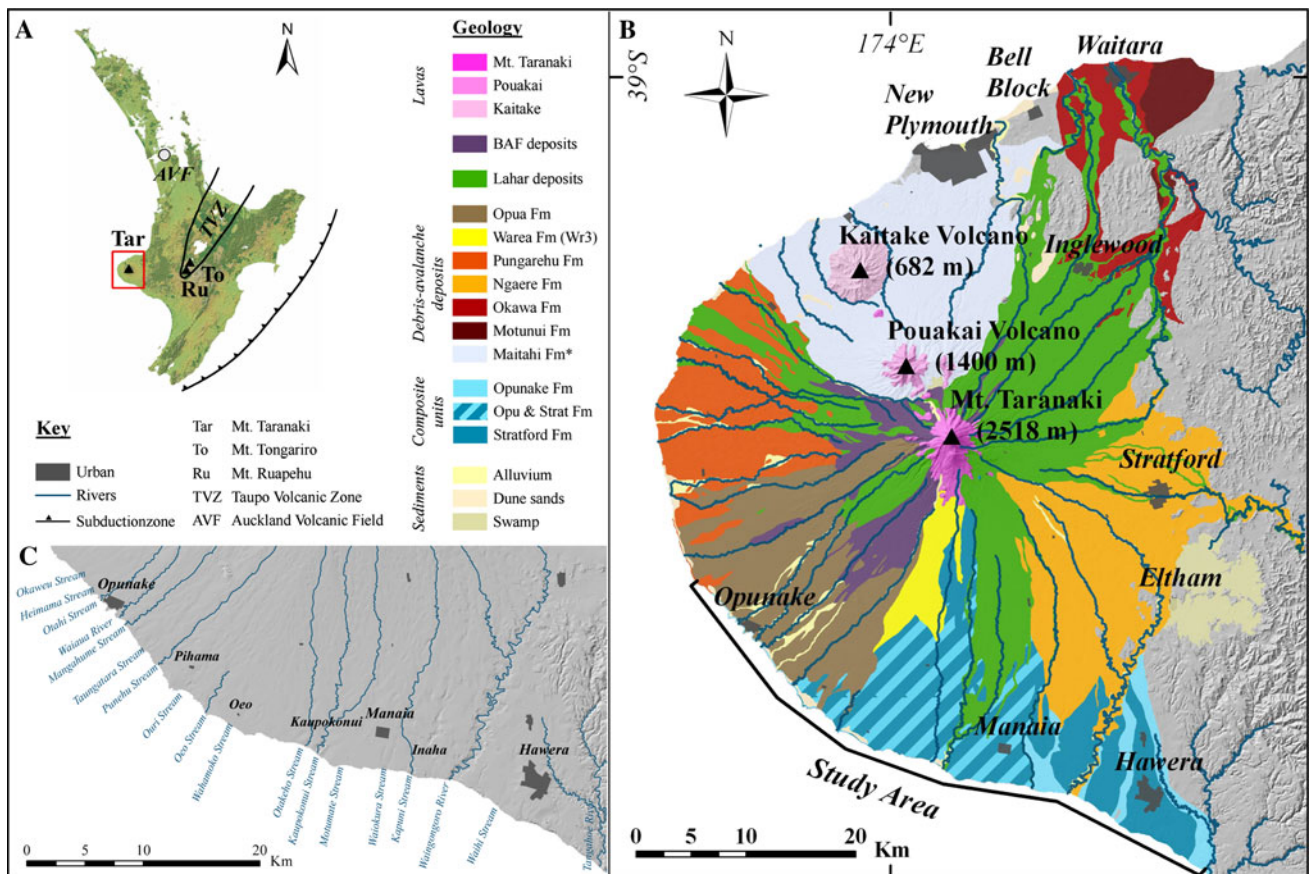 A
N
AVF
TVZ
Tar
To
Ru
Key
Urban
Rivers
Subductionzone
Tar Mt. Taranaki
To Mt. Tongariro
Ru Mt. Ruapehu
TVZ Taupo Volcanic Zone
AVF Auckland Volcanic Field
Geology
Lavas
Mt. Taranaki
Pouakai
Kaitake
BAF deposits
Lahar deposits
Debris-avalanche
deposits
Opua Fm
Warea Fm (Wr3)
Pungarehu Fm
Ngaere Fm
Okawa Fm
Motunui Fm
Maitahi Fm*
Composite
units
Opunake Fm
Opu & Strat Fm
Stratford Fm
Sediments
Alluvium
Dune sands
Swamp
B
39°S
174°E
N
Waitara
Bell
Block
New
Plymouth
Kaitake Volcano
(682 m)
Inglewood
Pouakai Volcano
(1400 m)
Mt. Taranaki
(2518 m)
Stratford
Eltham
Opunake
Manaia
Hawera
Study Area
0 5 10 20
Km
C
Okaweu Stream
Heimama Stream
Otahi Stream
Waiaua River
Mangahume Stream
Taungatara Stream
Punehu Stream
Ouri Stream
Oeo Stream
Wahamoko Stream
Otakeho Stream
Kaupokonui Stream
Motumate Stream
Waiokura Stream
Kapuni Stream
Waingongoro River
Waihi Stream
Tangahoe River
Opunake
Pihama
Oeo
Kaupokonui
Manaia
Inaha
Hawera
0 5 10 20
Km